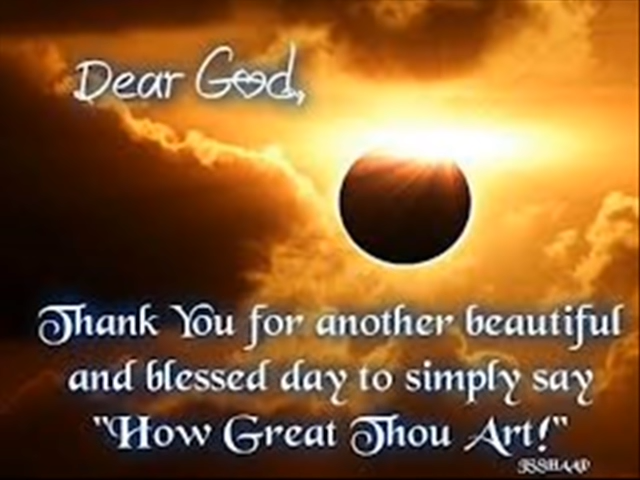 Dear God,
Thank You for another beautiful
and blessed day to simply say
"How Great Thou Art!"